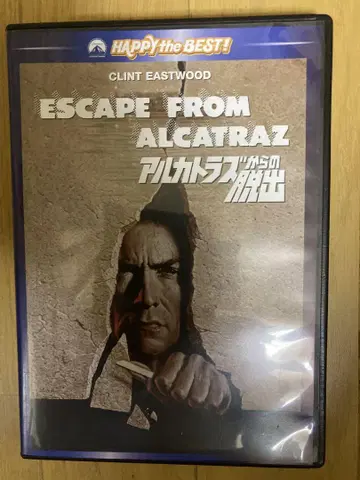 HAPPY the BEST!
CLINT EASTWOOD
ESCAPE FROM
ALCATRAZ
アルカトラズからの
脱出